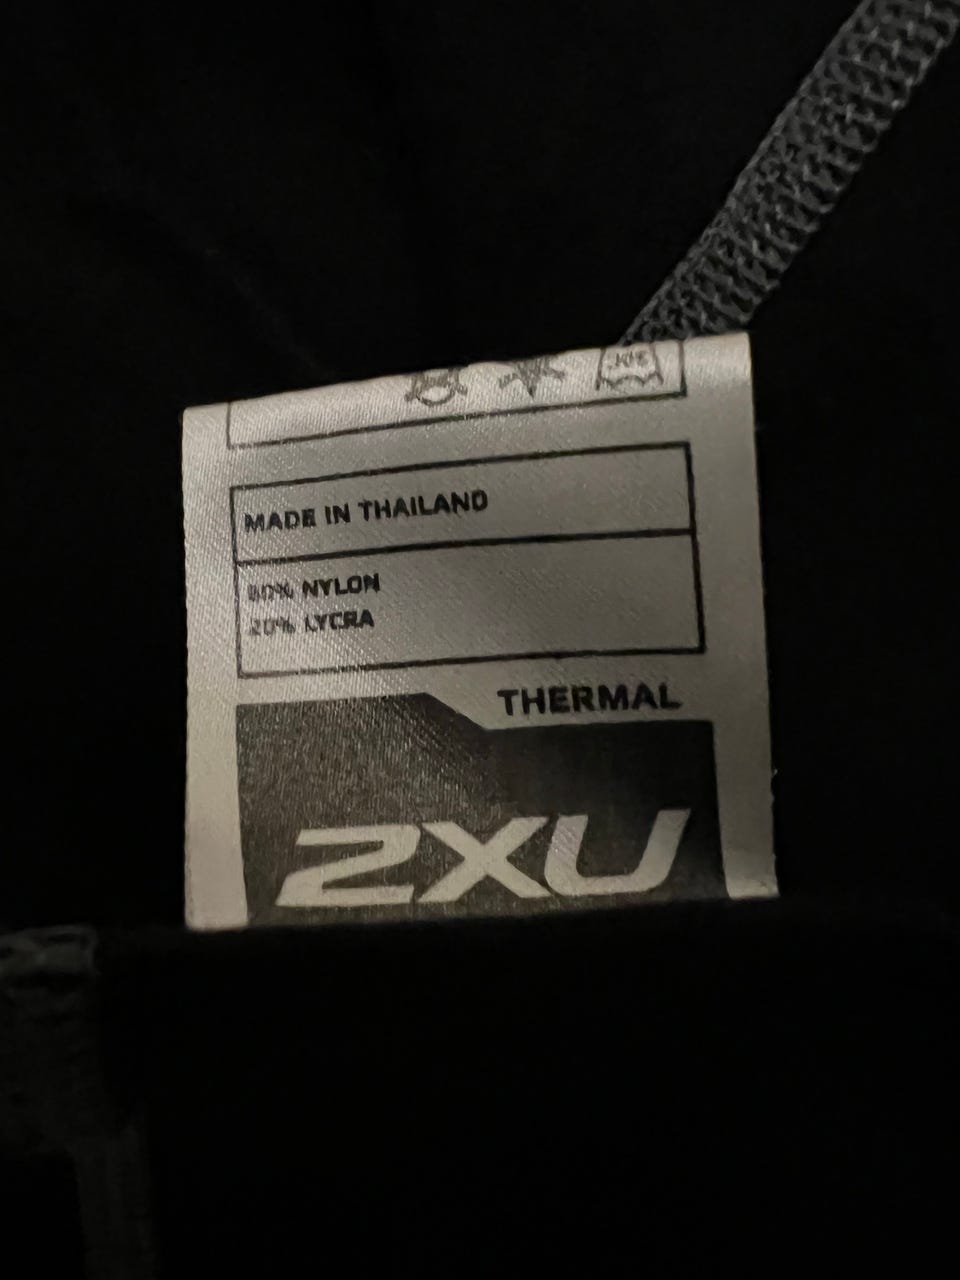 MADE IN THAILAND
80% NYLON
20% LYCRA
THERMAL
2XU